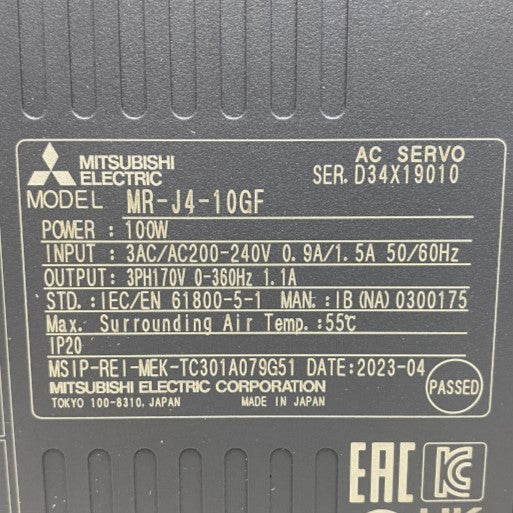 MITSUBISHI
ELECTRIC
AC SERVO
SER. D34X19010
MODEL MR-J4-10GF
POWER : 100W
INPUT : 3AC/AC200-240V 0.9A/1.5A 50/60Hz
OUTPUT: 3PH170V 0-360Hz 1.1A
STD. : IEC/EN 61800-5-1 MAN. : IB (NA) 0300175
Max. Surrounding Air Temp. : 55℃
IP20
MSIP-REI-MEK-TC301A079G51 DATE: 2023-04
MITSUBISHI ELECTRIC CORPORATION
TOKYO 100-8310, JAPAN MADE IN JAPAN
PASSED
EAC